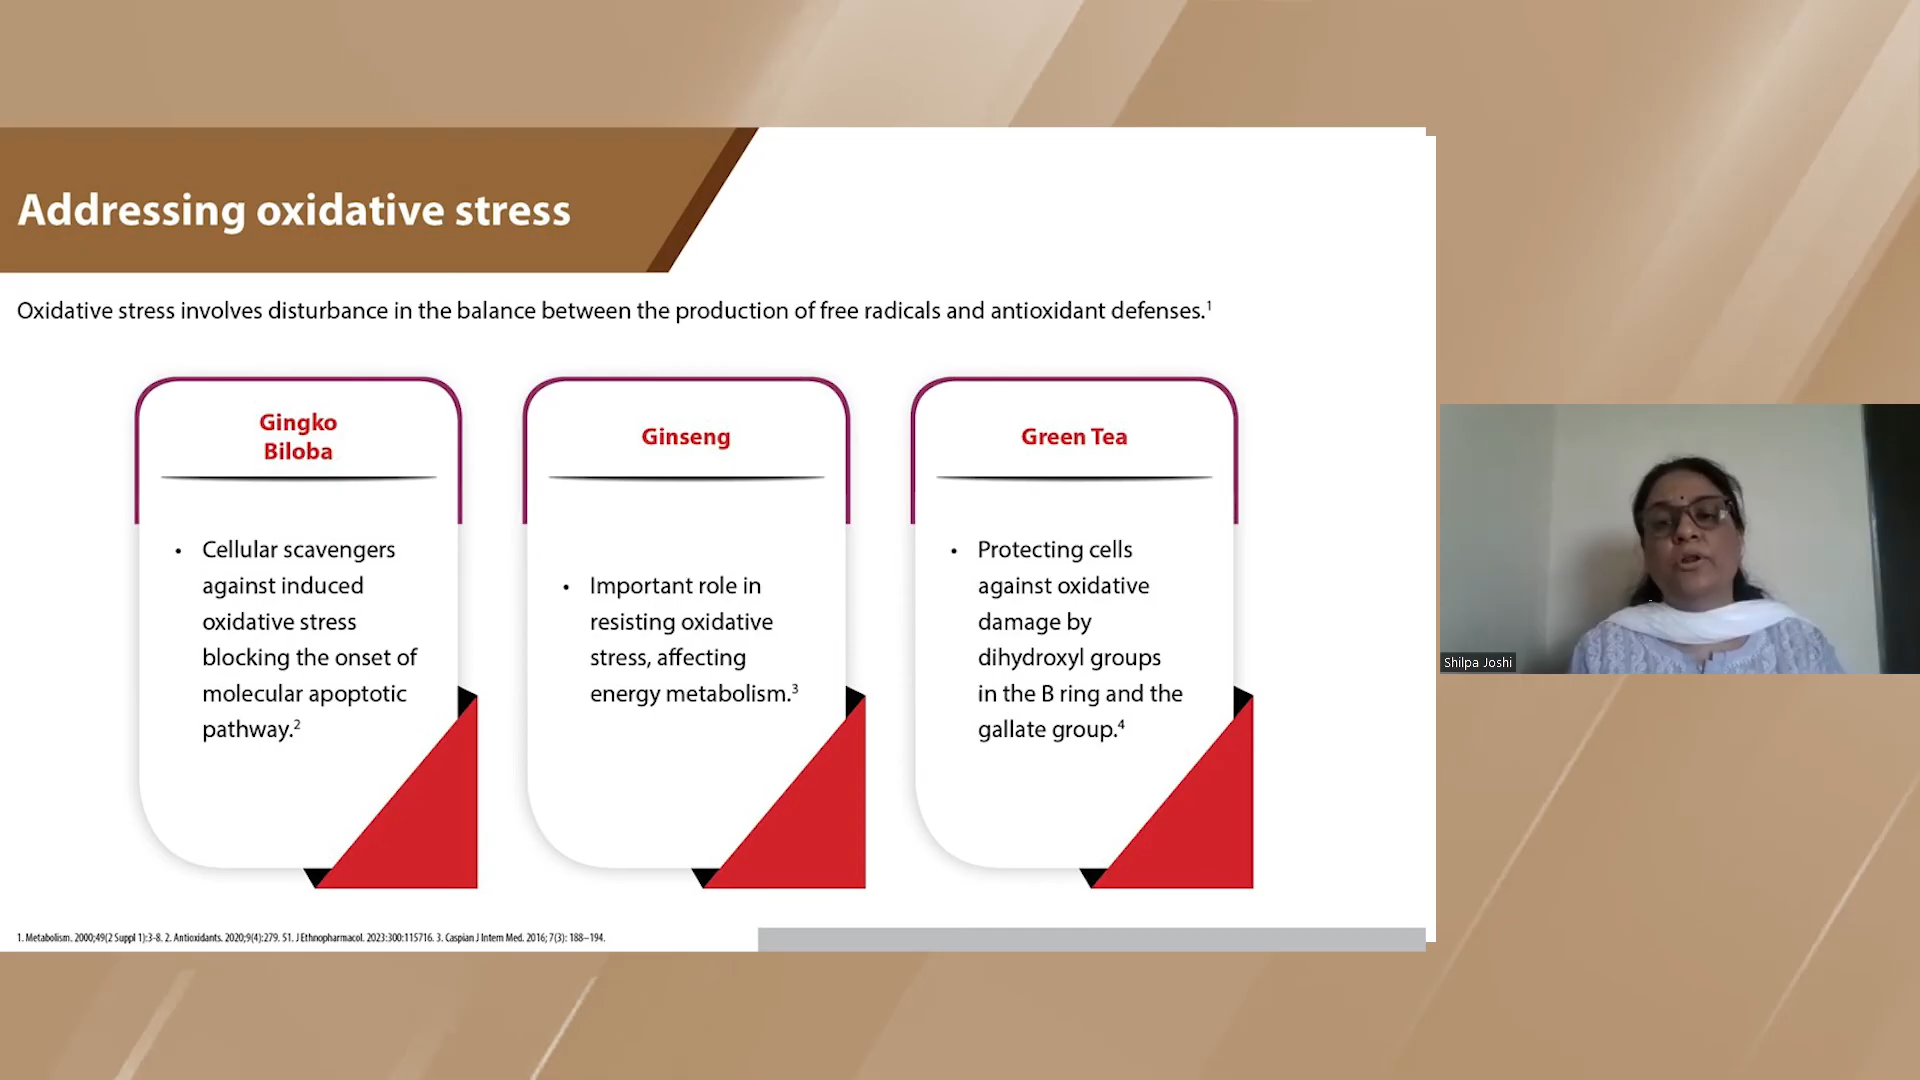 Addressing oxidative stress
Oxidative stress involves disturbance in the balance between the production of free radicals and antioxidant defenses.¹
Gingko
Biloba
• Cellular scavengers
against induced
oxidative stress
blocking the onset of
molecular apoptotic
pathway.²
Ginseng
• Important role in
resisting oxidative
stress, affecting
energy metabolism.³
Green Tea
• Protecting cells
against oxidative
damage by
dihydroxyl groups
in the B ring and the
gallate group.⁴
Shilpa Joshi
1. Metabolism. 2000;49(2 Suppl 1):3-8. 2. Antioxidants. 2020;9(4):279. 51. J Ethnopharmacol. 2023:300:115716. 3. Caspian J Intern Med. 2016; 7(3): 188–194.